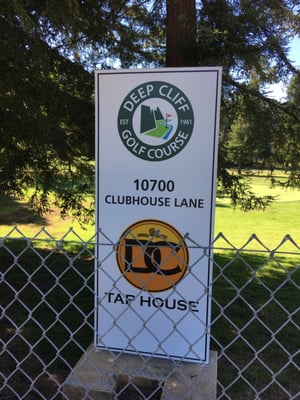 DEEP CLIFF
EST 1961
GOLF COURSE
10700
CLUBHOUSE LANE
DC
TAP HOUSE